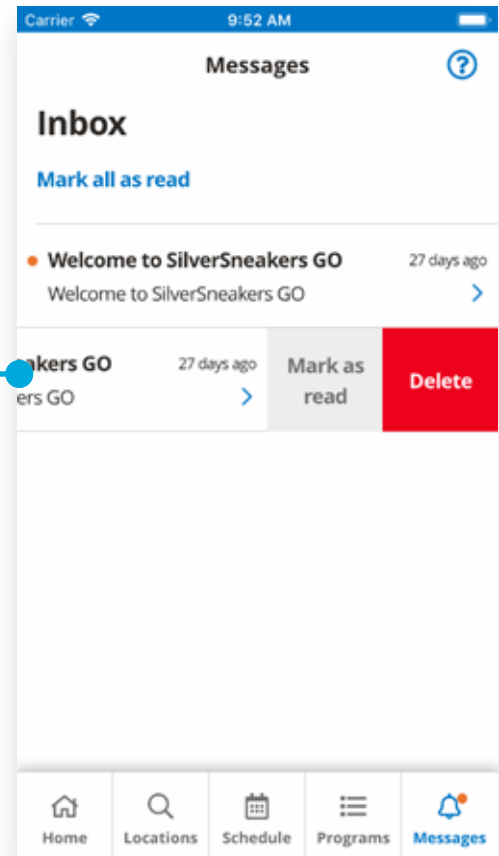 Carrier 9:52 AM
Messages
Inbox
Mark all as read
Welcome to SilverSneakers GO 27 days ago
Welcome to SilverSneakers GO
akers GO 27 days ago Mark as read Delete
ers GO
Home Locations Schedule Programs Messages